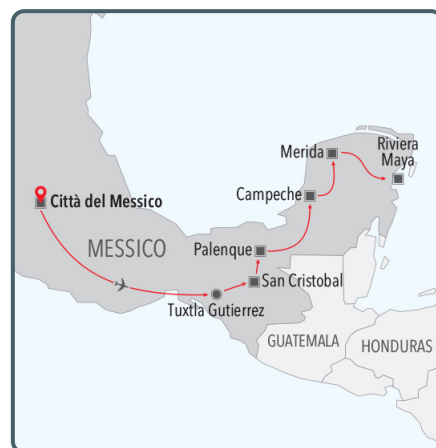 Riviera
Maya
Merida
Campeche
Città del Messico
MESSICO
Palenque
San Cristobal
Tuxtla Gutierrez
GUATEMALA
HONDURAS